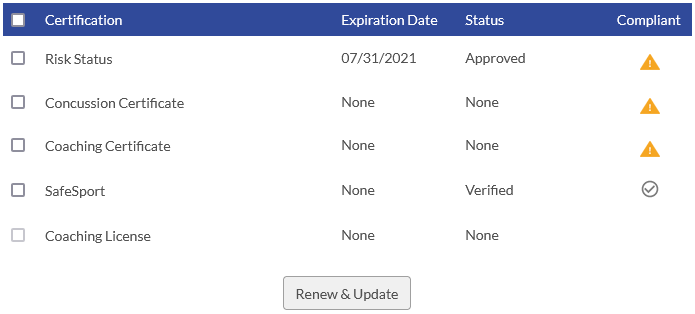 Certification Expiration Date Status Compliant
Risk Status 07/31/2021 Approved
Concussion Certificate None None
Coaching Certificate None None
SafeSport None Verified
Coaching License None None
Renew & Update